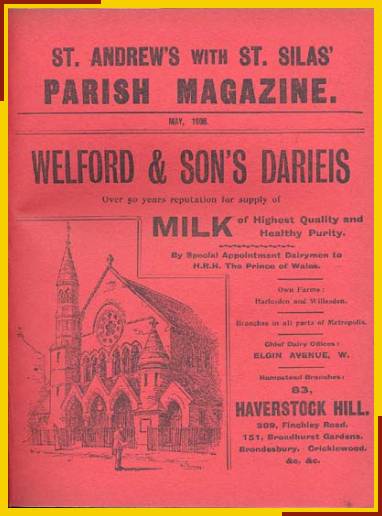 ST. ANDREW'S WITH ST. SILAS'
PARISH MAGAZINE.
MAY, 1908.
WELFORD & SON'S DARIEIS
Over 50 years reputation for supply of
MILK of Highest Quality and
Healthy Purity.
By Special Appointment Dairymen to
H.R.H. The Prince of Wales.
Own Farms:
Harlesden and Willesden.
Branches in all parts of Metropolis.
Chief Dairy Offices:
ELGIN AVENUE, W.
Hampstead Branches:
83,
HAVERSTOCK HILL,
309, Finchley Road,
151, Broadhurst Gardens.
Brondesbury. Cricklewood.
&c. &c.